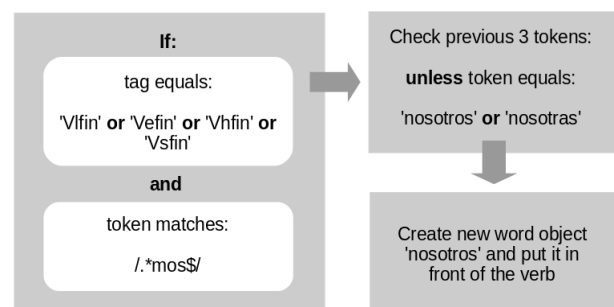 If:
tag equals:
'Vlfin' or 'Vefin' or 'Vhfin' or
'Vsfin'
and
token matches:
/.*mos$/
Check previous 3 tokens:
unless token equals:
'nosotros' or 'nosotras'
Create new word object
'nosotros' and put it in
front of the verb